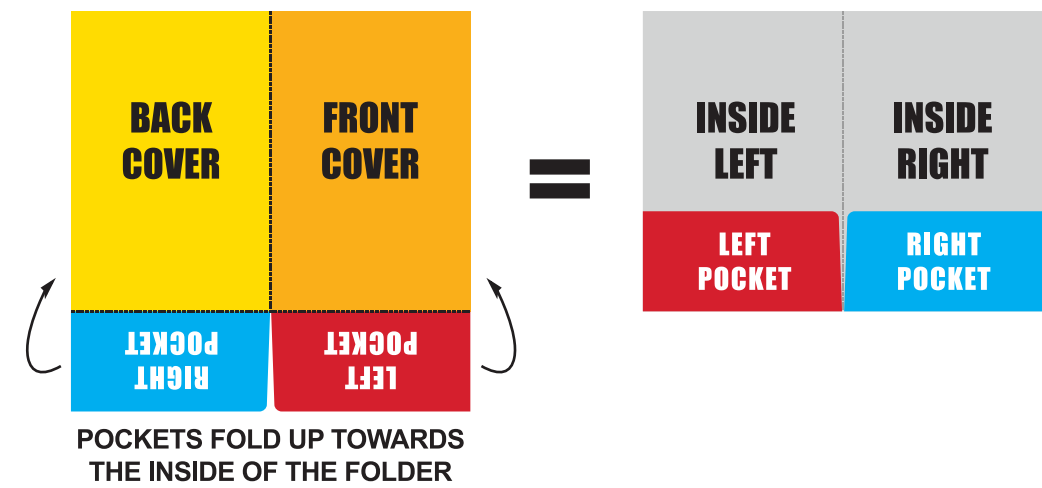 BACK
COVER
FRONT
COVER
RIGHT
POCKET
LEFT
POCKET
POCKETS FOLD UP TOWARDS
THE INSIDE OF THE FOLDER
=
INSIDE
LEFT
INSIDE
RIGHT
LEFT
POCKET
RIGHT
POCKET